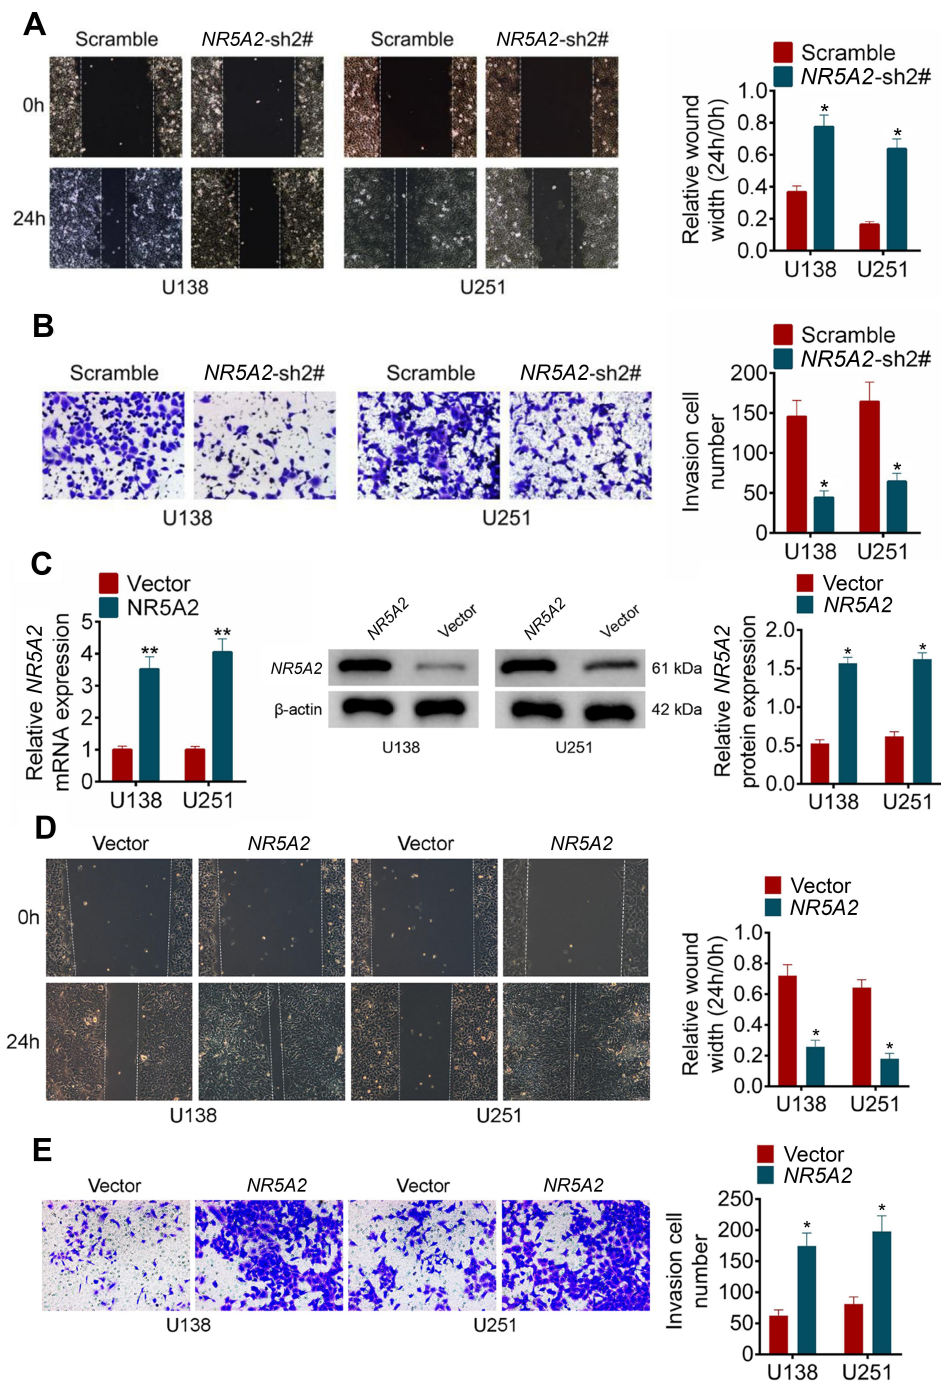 A
Scramble NR5A2-sh2# Scramble NR5A2-sh2#
0h
24h
U138 U251
Scramble
NR5A2-sh2#
Relative wound
width (24h/0h)
1.0
0.8
0.6
0.4
0.2
0.0
* *
U138 U251
B
Scramble NR5A2-sh2# Scramble NR5A2-sh2#
U138 U251
Scramble
NR5A2-sh2#
Invasion cell
number
200
150
100
50
0
* *
U138 U251
C
Vector
NR5A2
Relative NR5A2
mRNA expression
5
4
3
2
1
0
** **
U138 U251
NR5A2 Vector NR5A2 Vector
NR5A2 61 kDa
β-actin 42 kDa
U138 U251
Vector
NR5A2
Relative NR5A2
protein expression
2.0
1.5
1.0
0.5
0.0
* *
U138 U251
D
Vector NR5A2 Vector NR5A2
0h
24h
U138 U251
Vector
NR5A2
Relative wound
width (24h/0h)
1.0
0.8
0.6
0.4
0.2
0.0
* *
U138 U251
E
Vector NR5A2 Vector NR5A2
U138 U251
Vector
NR5A2
Invasion cell
number
250
200
150
100
50
0
* *
U138 U251